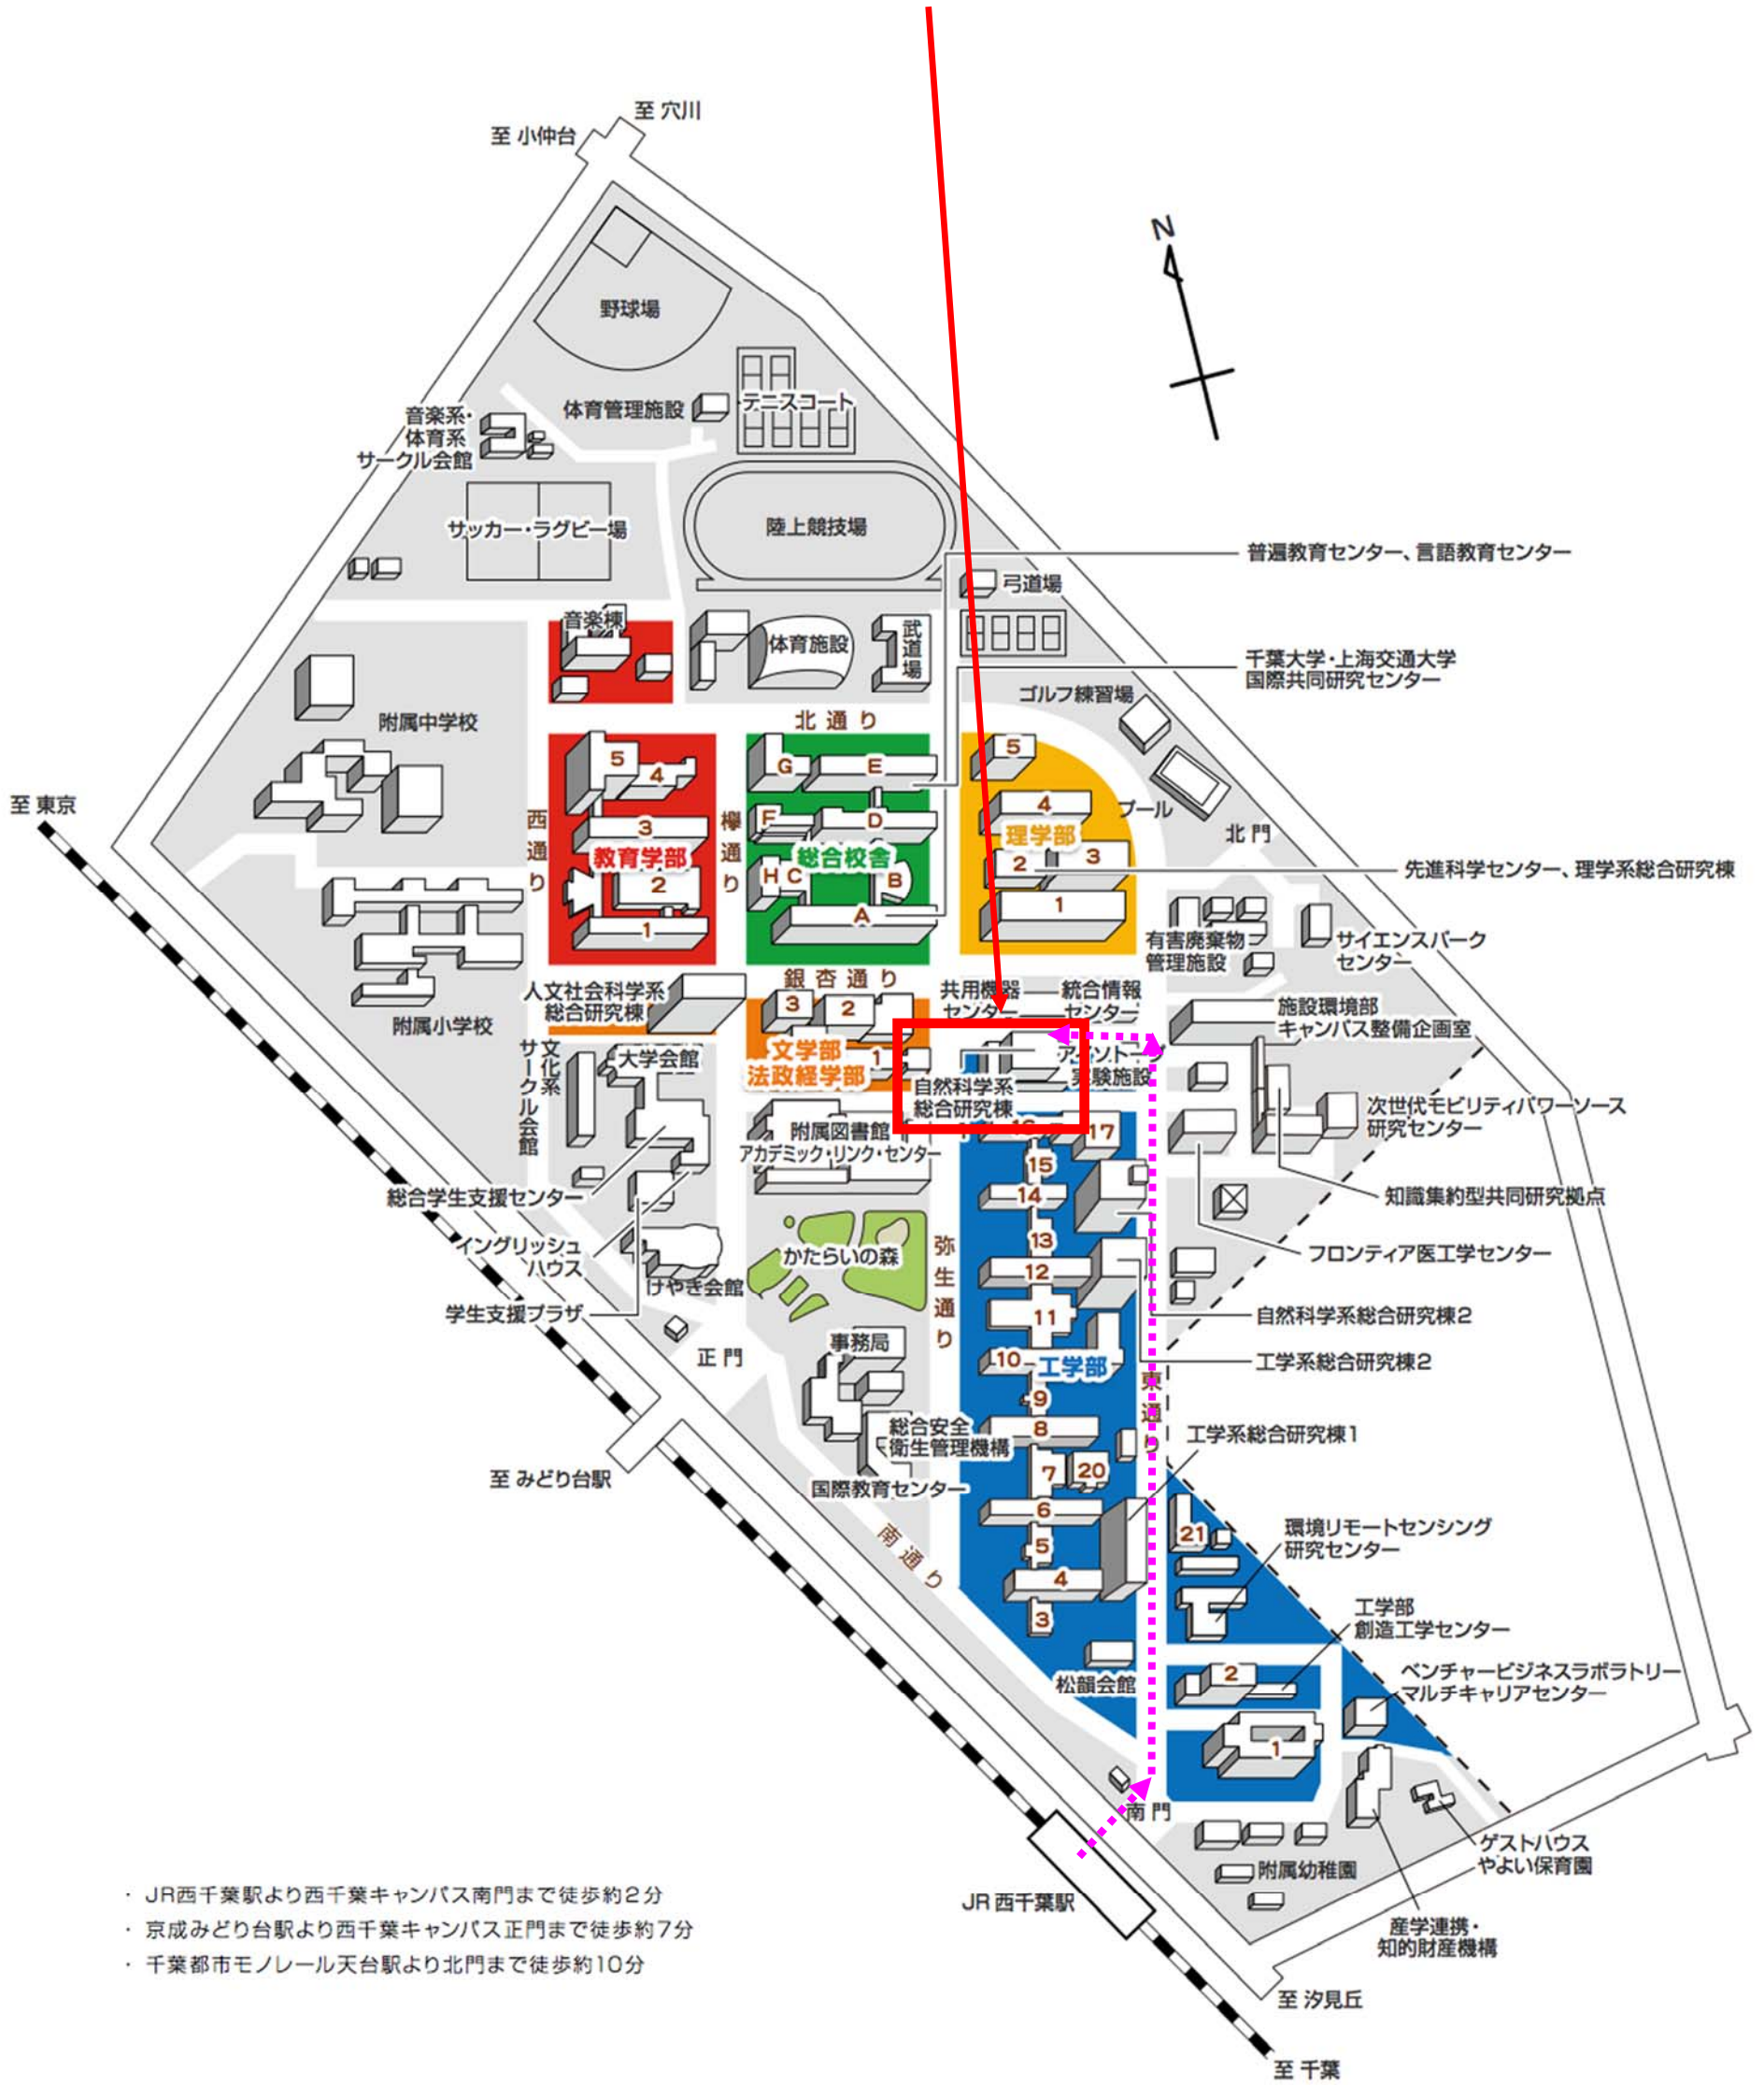 至 穴川
至 小仲台
N
野球場
体育管理施設
テニスコート
音楽系・
体育系
サークル会館
サッカー・ラグビー場
陸上競技場
普遍教育センター、言語教育センター
弓道場
音楽棟
体育施設
武道場
千葉大学・上海交通大学
国際共同研究センター
ゴルフ練習場
附属中学校
北通り
5
4
3
教育学部
2
1
G
E
F
D
総合校舎
H
C
B
A
5
4
理学部
2
3
1
プール
北門
至 東京
西通り
欅通り
先進科学センター、理学系総合研究棟
有害廃棄物
管理施設
サイエンスパーク
センター
銀杏通り
人文社会科学系
総合研究棟
附属小学校
3
2
文学部
1
法政経学部
共用機器
センター
統合情報
センター
施設環境部
キャンパス整備企画室
文化系
サークル会館
大学会館
アイソトープ
実験施設
自然科学系
総合研究棟
1
次世代モビリティパワーソース
研究センター
附属図書館
アカデミック・リンク・センター
16
17
15
14
13
12
11
10
工学部
9
8
7
20
6
5
4
3
総合学生支援センター
知識集約型共同研究拠点
イングリッシュ
ハウス
かたらいの森
弥生通り
フロンティア医工学センター
けやき会館
学生支援プラザ
自然科学系総合研究棟2
正門
事務局
工学系総合研究棟2
東通り
総合安全
衛生管理機構
工学系総合研究棟1
至 みどり台駅
国際教育センター
南通り
21
環境リモートセンシング
研究センター
工学部
創造工学センター
松韻会館
2
ベンチャービジネスラボラトリー
マルチキャリアセンター
1
南門
ゲストハウス
やよい保育園
附属幼稚園
JR 西千葉駅
産学連携・
知的財産機構
・ JR西千葉駅より西千葉キャンパス南門まで徒歩約2分
・ 京成みどり台駅より西千葉キャンパス正門まで徒歩約7分
・ 千葉都市モノレール天台駅より北門まで徒歩約10分
至 汐見丘
至 千葉